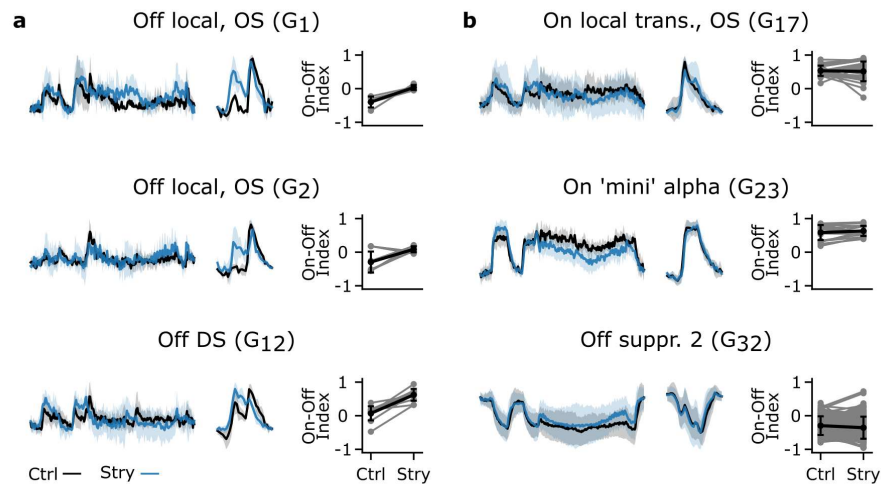 a
Off local, OS (G1)
On-Off
Index
1
0
-1
Off local, OS (G2)
On-Off
Index
1
0
-1
Off DS (G12)
On-Off
Index
1
0
-1
Ctrl
Stry
Ctrl Stry
b
On local trans., OS (G17)
On-Off
Index
1
0
-1
On 'mini' alpha (G23)
On-Off
Index
1
0
-1
Off suppr. 2 (G32)
On-Off
Index
1
0
-1
Ctrl Stry